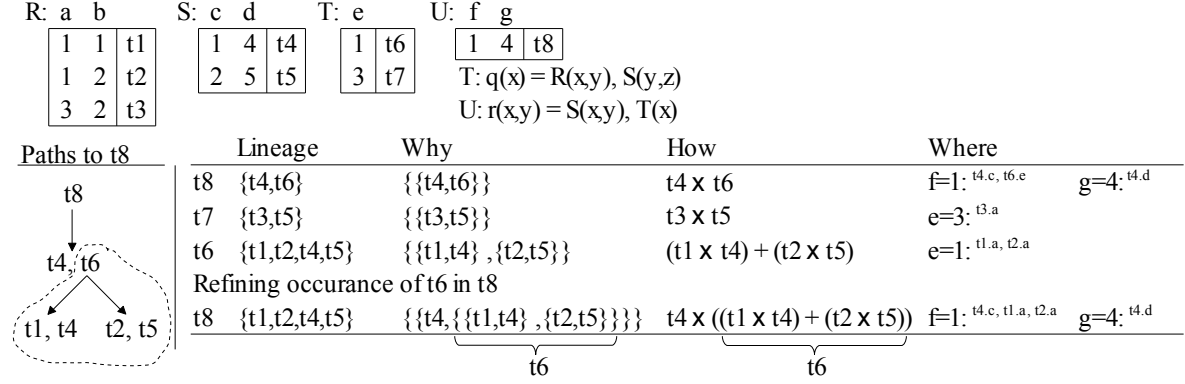 R: a b S: c d T: e U: f g
1 1 t1 1 4 t4 1 t6 1 4 t8
1 2 t2 2 5 t5 3 t7 T: q(x) = R(x,y), S(y,z)
3 2 t3 U: r(x,y) = S(x,y), T(x)
Paths to t8 Lineage Why How Where
t8 {t4,t6} {{t4,t6}} t4 x t6 f=1: t4.c, t6.e g=4: t4.d
t8
t7 {t3,t5} {{t3,t5}} t3 x t5 e=3: t3.a
t4, t6 t6 {t1,t2,t4,t5} {{t1,t4} ,{t2,t5}} (t1 x t4) + (t2 x t5) e=1: t1.a, t2.a
Refining occurance of t6 in t8
t1, t4 t2, t5 t8 {t1,t2,t4,t5} {{t4,{{t1,t4} ,{t2,t5}}}} t4 x ((t1 x t4) + (t2 x t5)) f=1: t4.c, t1.a, t2.a g=4: t4.d
t6 t6